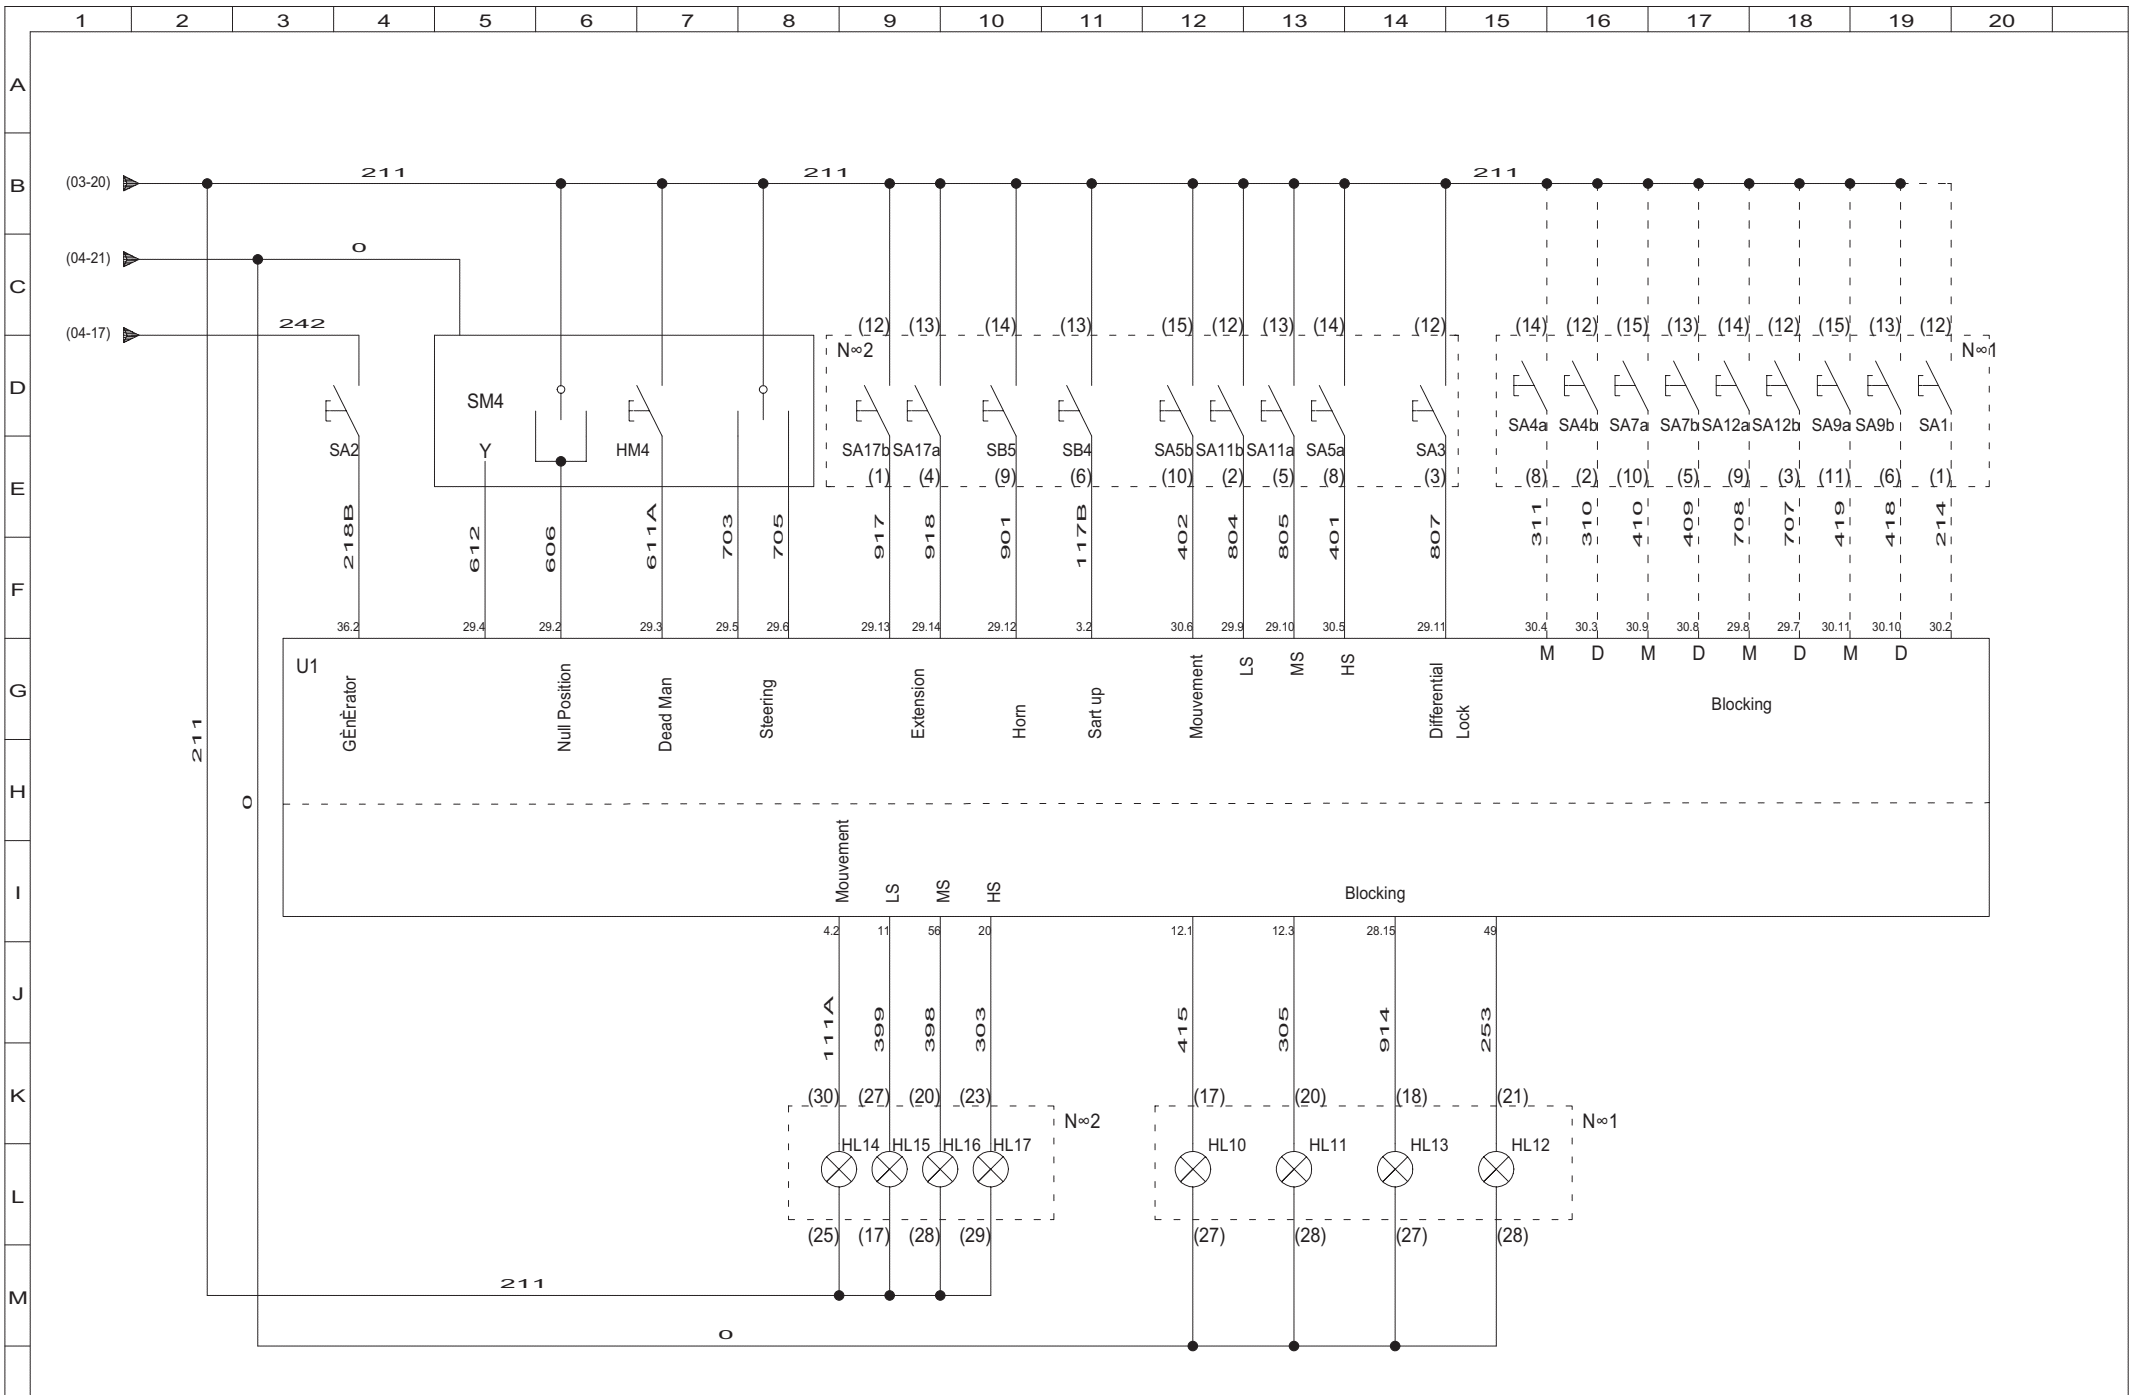 1 2 3 4 5 6 7 8 9 10 11 12 13 14 15 16 17 18 19 20
A
B (03-20) 211 211 211
C (04-21) 0
(04-17) 242
(12) (13) (14) (13) (15) (12) (13) (14) (12) (14) (12) (15) (13) (14) (12) (15) (13) (12)
N∞2 N∞1
D SM4
SA4a SA4b SA7a SA7b SA12a SA12b SA9a SA9b SA1
SA2 Y HM4 SA17b SA17a SB5 SB4 SA5b SA11b SA11a SA5a SA3
E (1) (4) (9) (6) (10) (2) (5) (8) (3) (8) (2) (10) (5) (9) (3) (11) (6) (1)
218B 612 606 611A 703 705 917 918 901 117B 402 804 805 401 807 311 310 410 409 708 707 419 418 214
F
36.2 29.4 29.2 29.3 29.5 29.6 29.13 29.14 29.12 3.2 30.6 29.9 29.10 30.5 29.11 30.4 30.3 30.9 30.8 29.8 29.7 30.11 30.10 30.2
U1 M D M D M D M D
G GÈnÈrator Null Position Dead Man Steering Extension Horn Sart up Mouvement LS MS HS Differential Lock Blocking
211
H 0
Mouvement LS MS HS Blocking
I
4.2 11 56 20 12.1 12.3 28.15 49
J
111A 399 398 303 415 305 914 253
K (30) (27) (20) (23) (17) (20) (18) (21)
N∞2 N∞1
HL14 HL15 HL16 HL17 HL10 HL11 HL13 HL12
L
(25) (17) (28) (29) (27) (28) (27) (28)
211
M
0